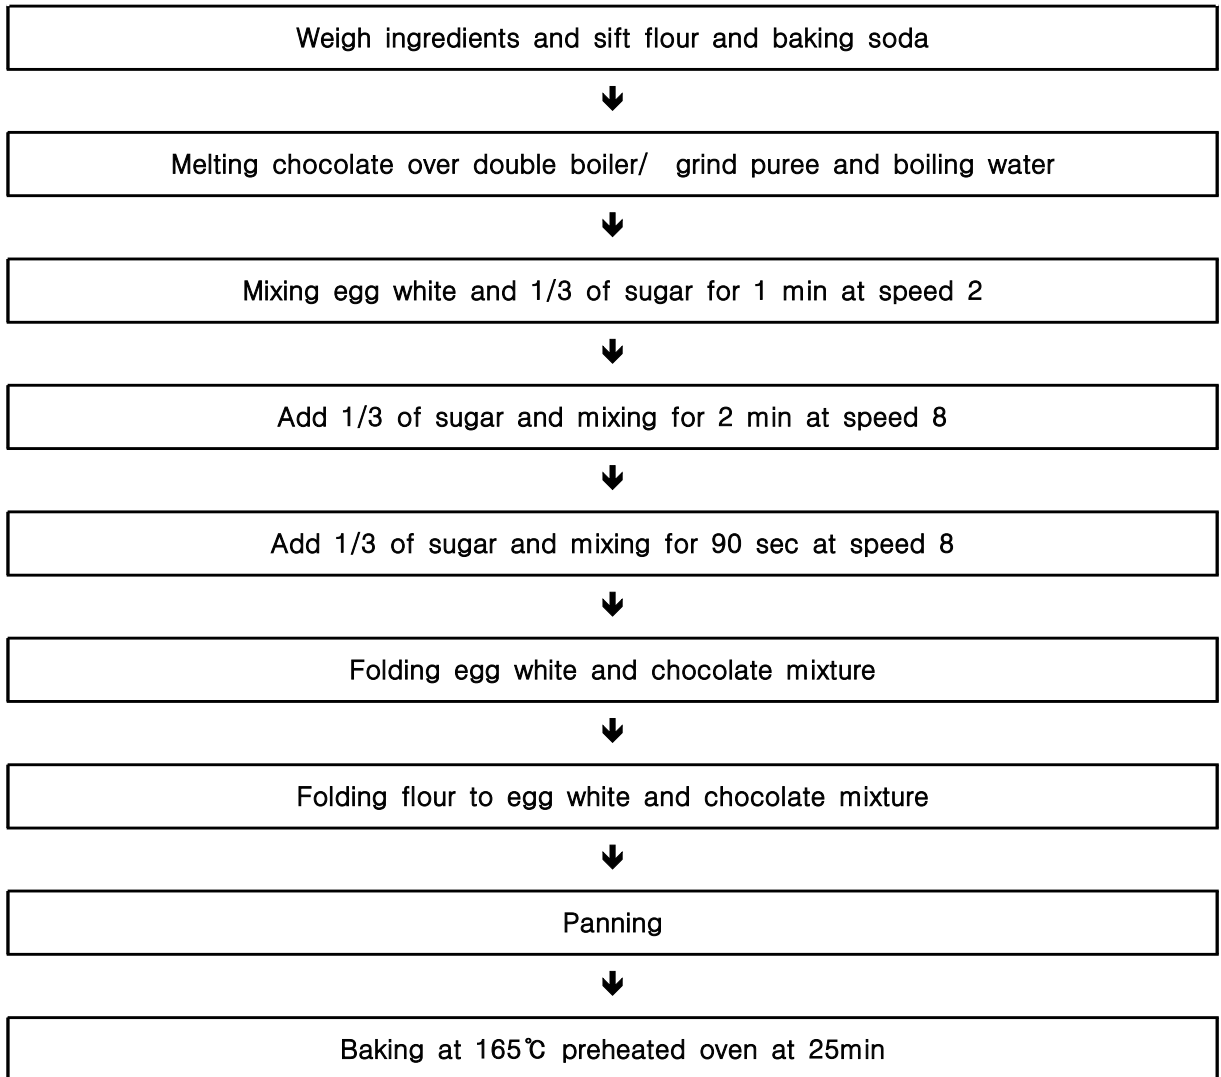 Weigh ingredients and sift flour and baking soda
Melting chocolate over double boiler/ grind puree and boiling water
Mixing egg white and 1/3 of sugar for 1 min at speed 2
Add 1/3 of sugar and mixing for 2 min at speed 8
Add 1/3 of sugar and mixing for 90 sec at speed 8
Folding egg white and chocolate mixture
Folding flour to egg white and chocolate mixture
Panning
Baking at 165℃ preheated oven at 25min